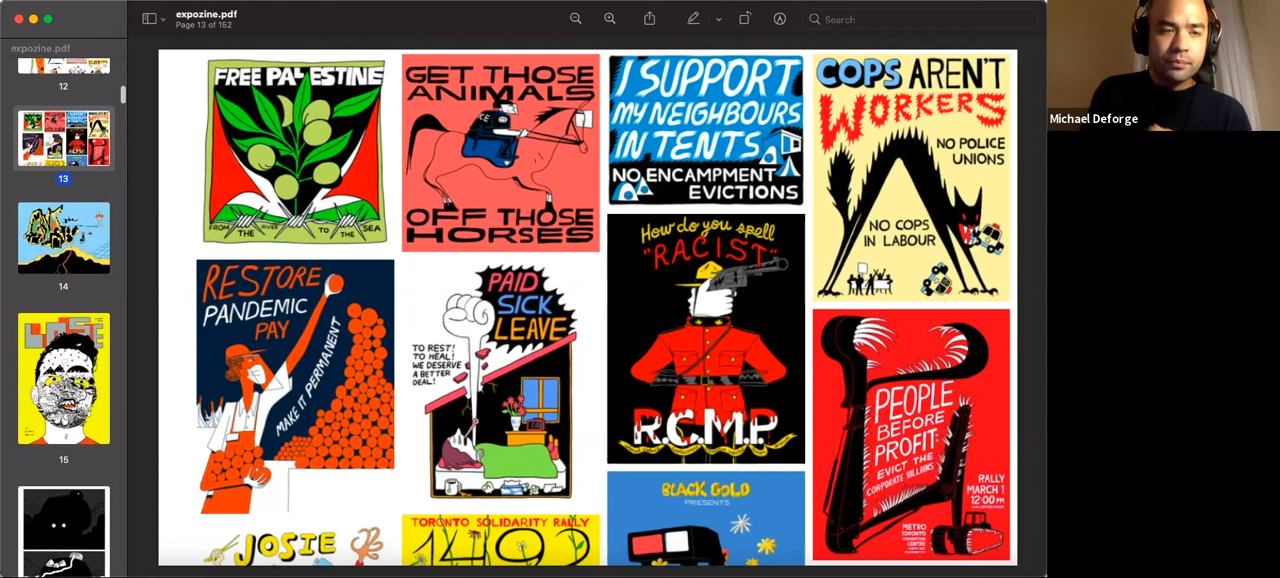 expozine.pdf
Page 13 of 152
Search
expozine.pdf
12
13
14
15
FREE PALESTINE
FROM THE RIVER TO THE SEA
GET THOSE
ANIMALS
OFF THOSE
HORSES
I SUPPORT
MY NEIGHBOURS
IN TENTS
NO ENCAMPMENT
EVICTIONS
COPS AREN'T
WORKERS
NO POLICE
UNIONS
NO COPS
IN LABOUR
RESTORE
PANDEMIC
PAY
MAKE IT PERMANENT
PAID
SICK
LEAVE
TO REST!
TO HEAL!
WE DESERVE
A BETTER
DEAL!
How do you spell
"RACIST"
R.C.M.P.
PEOPLE
BEFORE
PROFIT:
EVICT THE
CORPORATE VILLAINS
RALLY
MARCH 1
12:00 PM
METRO
TORONTO
CONVENTION
CENTRE
JOSIE
TORONTO SOLIDARITY RALLY
1492
BLACK GOLD
PRESENTS
Michael Deforge